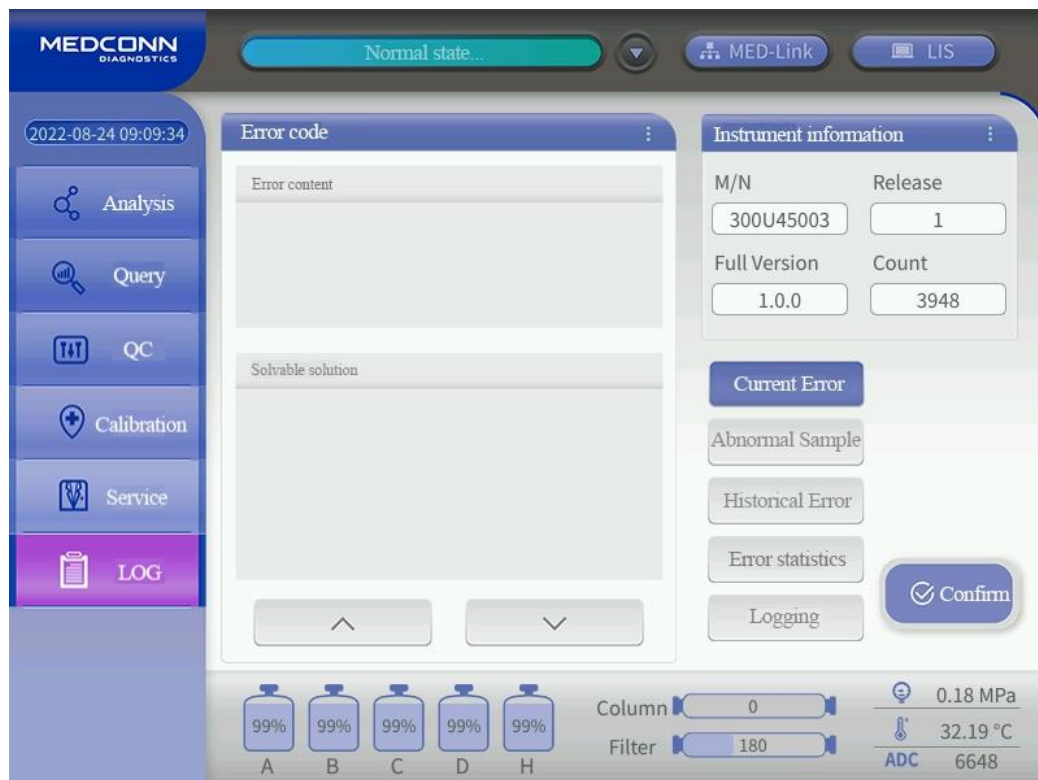 MEDCONN
DIAGNOSTICS
Normal state...
MED-Link
LIS
2022-08-24 09:09:34
Analysis
Query
QC
Calibration
Service
LOG
Error code
Error content
Solvable solution
Instrument information
M/N Release
300U45003 1
Full Version Count
1.0.0 3948
Current Error
Abnormal Sample
Historical Error
Error statistics
Logging
Confirm
99% 99% 99% 99% 99%
A B C D H
Column 0
Filter 180
0.18 MPa
32.19 °C
ADC 6648